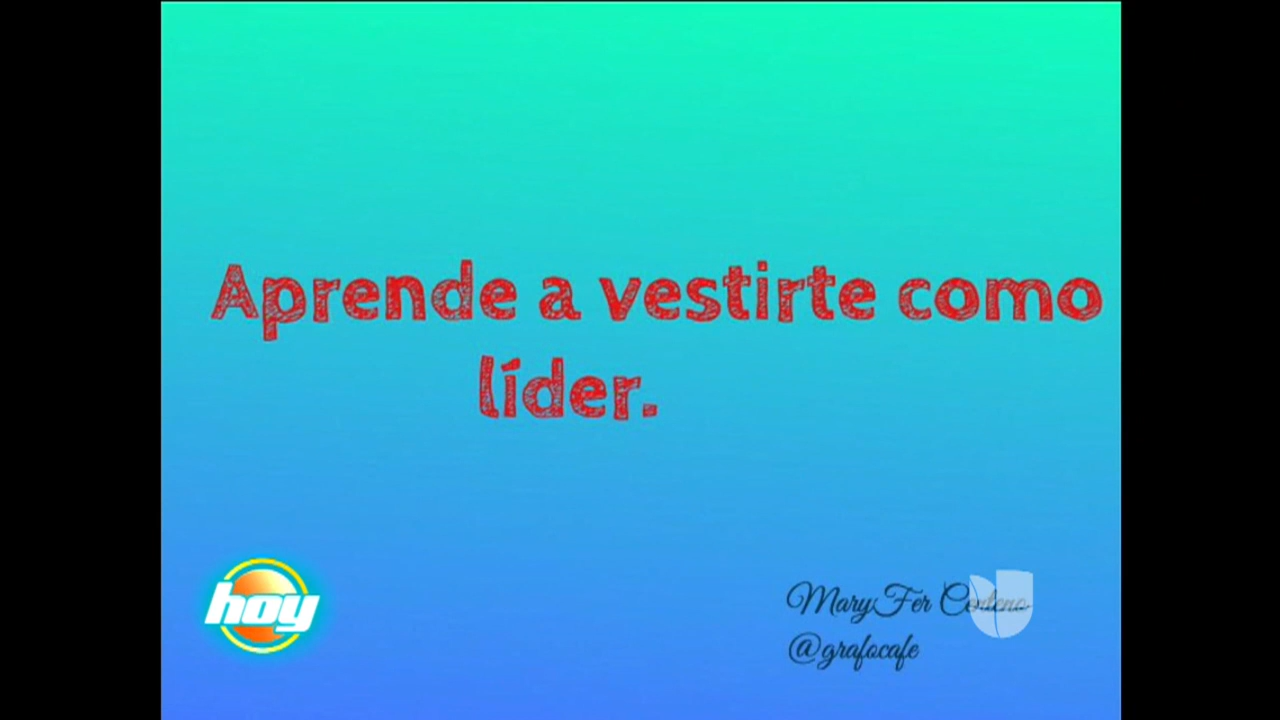 Aprende a vestirte como
líder.
hoy
MaryFer
@grafocafe